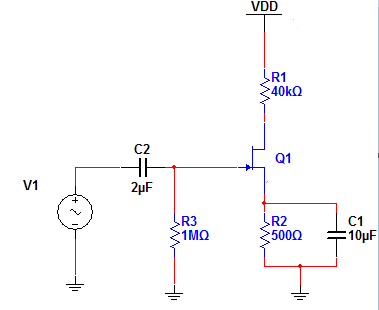 VDD
R1
40kΩ
C2
Q1
V1
2µF
R3
1MΩ
R2
500Ω
C1
10µF
+
~